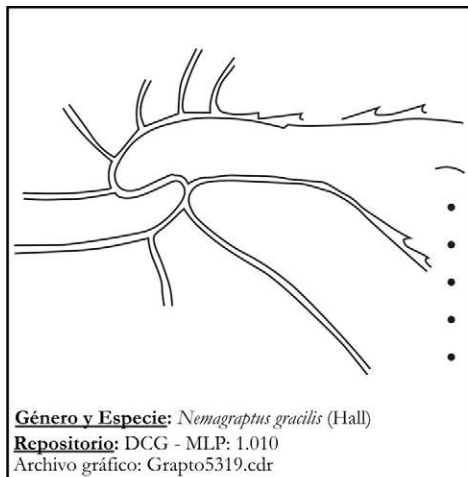 Género y Especie: Nemagraptus gracilis (Hall)
Repositorio: DCG - MLP: 1.010
Archivo gráfico: Grapto5319.cdr